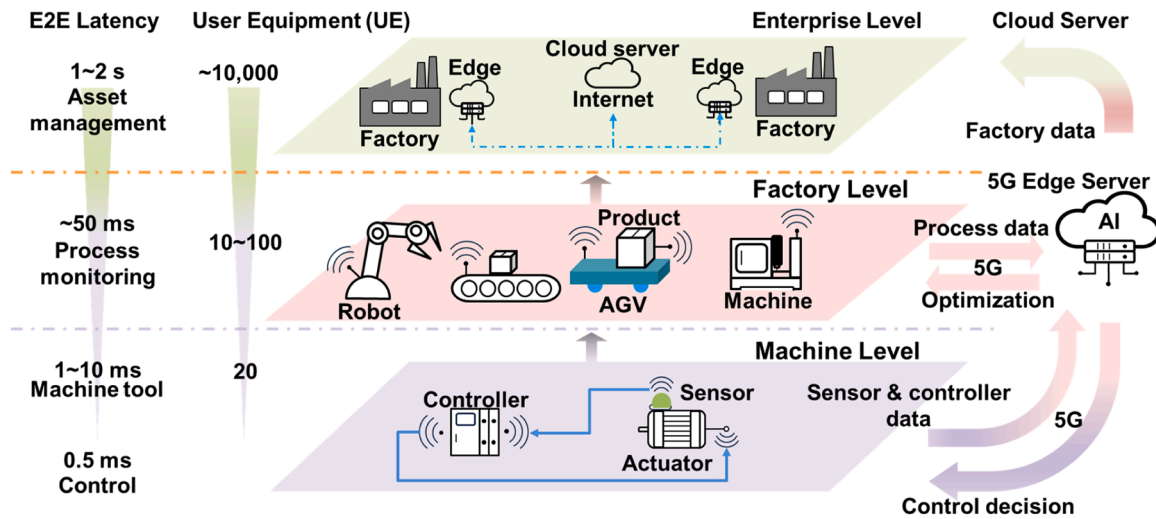 E2E Latency
User Equipment (UE)
Enterprise Level
Cloud Server
1~2 s
Asset
management
~10,000
Cloud server
Internet
Edge
Edge
Factory
Factory
Factory data
Factory Level
5G Edge Server
~50 ms
Process
monitoring
10~100
Product
Robot
AGV
Machine
Process data
5G
Optimization
AI
Machine Level
1~10 ms
Machine tool
20
Controller
Sensor
Actuator
Sensor & controller
data
5G
0.5 ms
Control
Control decision